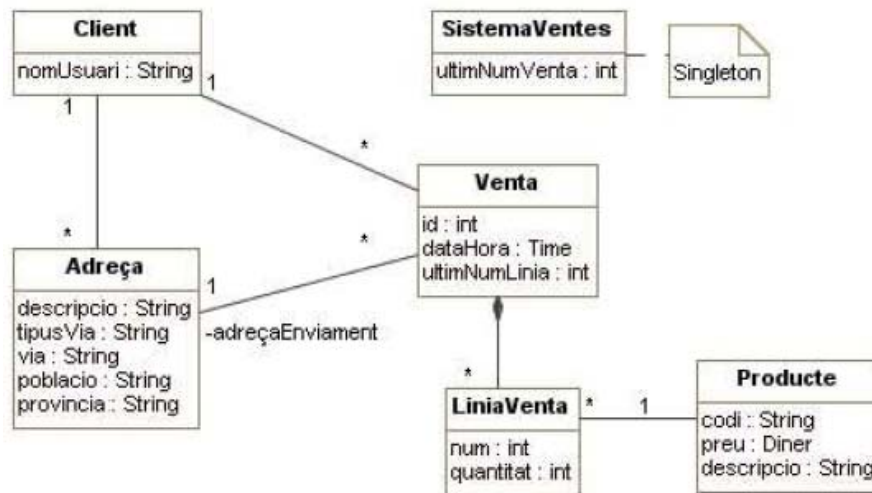 Client
nomUsuari : String
1
1
*
*
SistemaVentes
ultimNumVenta : int
Singleton
Venta
id : int
dataHora : Time
ultimNumLinia : int
Adreça
descripcio : String
tipusVia : String
via : String
poblacio : String
provincia : String
1
*
-adreçaEnviament
*
LiniaVenta
num : int
quantitat : int
*
1
Producte
codi : String
preu : Diner
descripcio : String